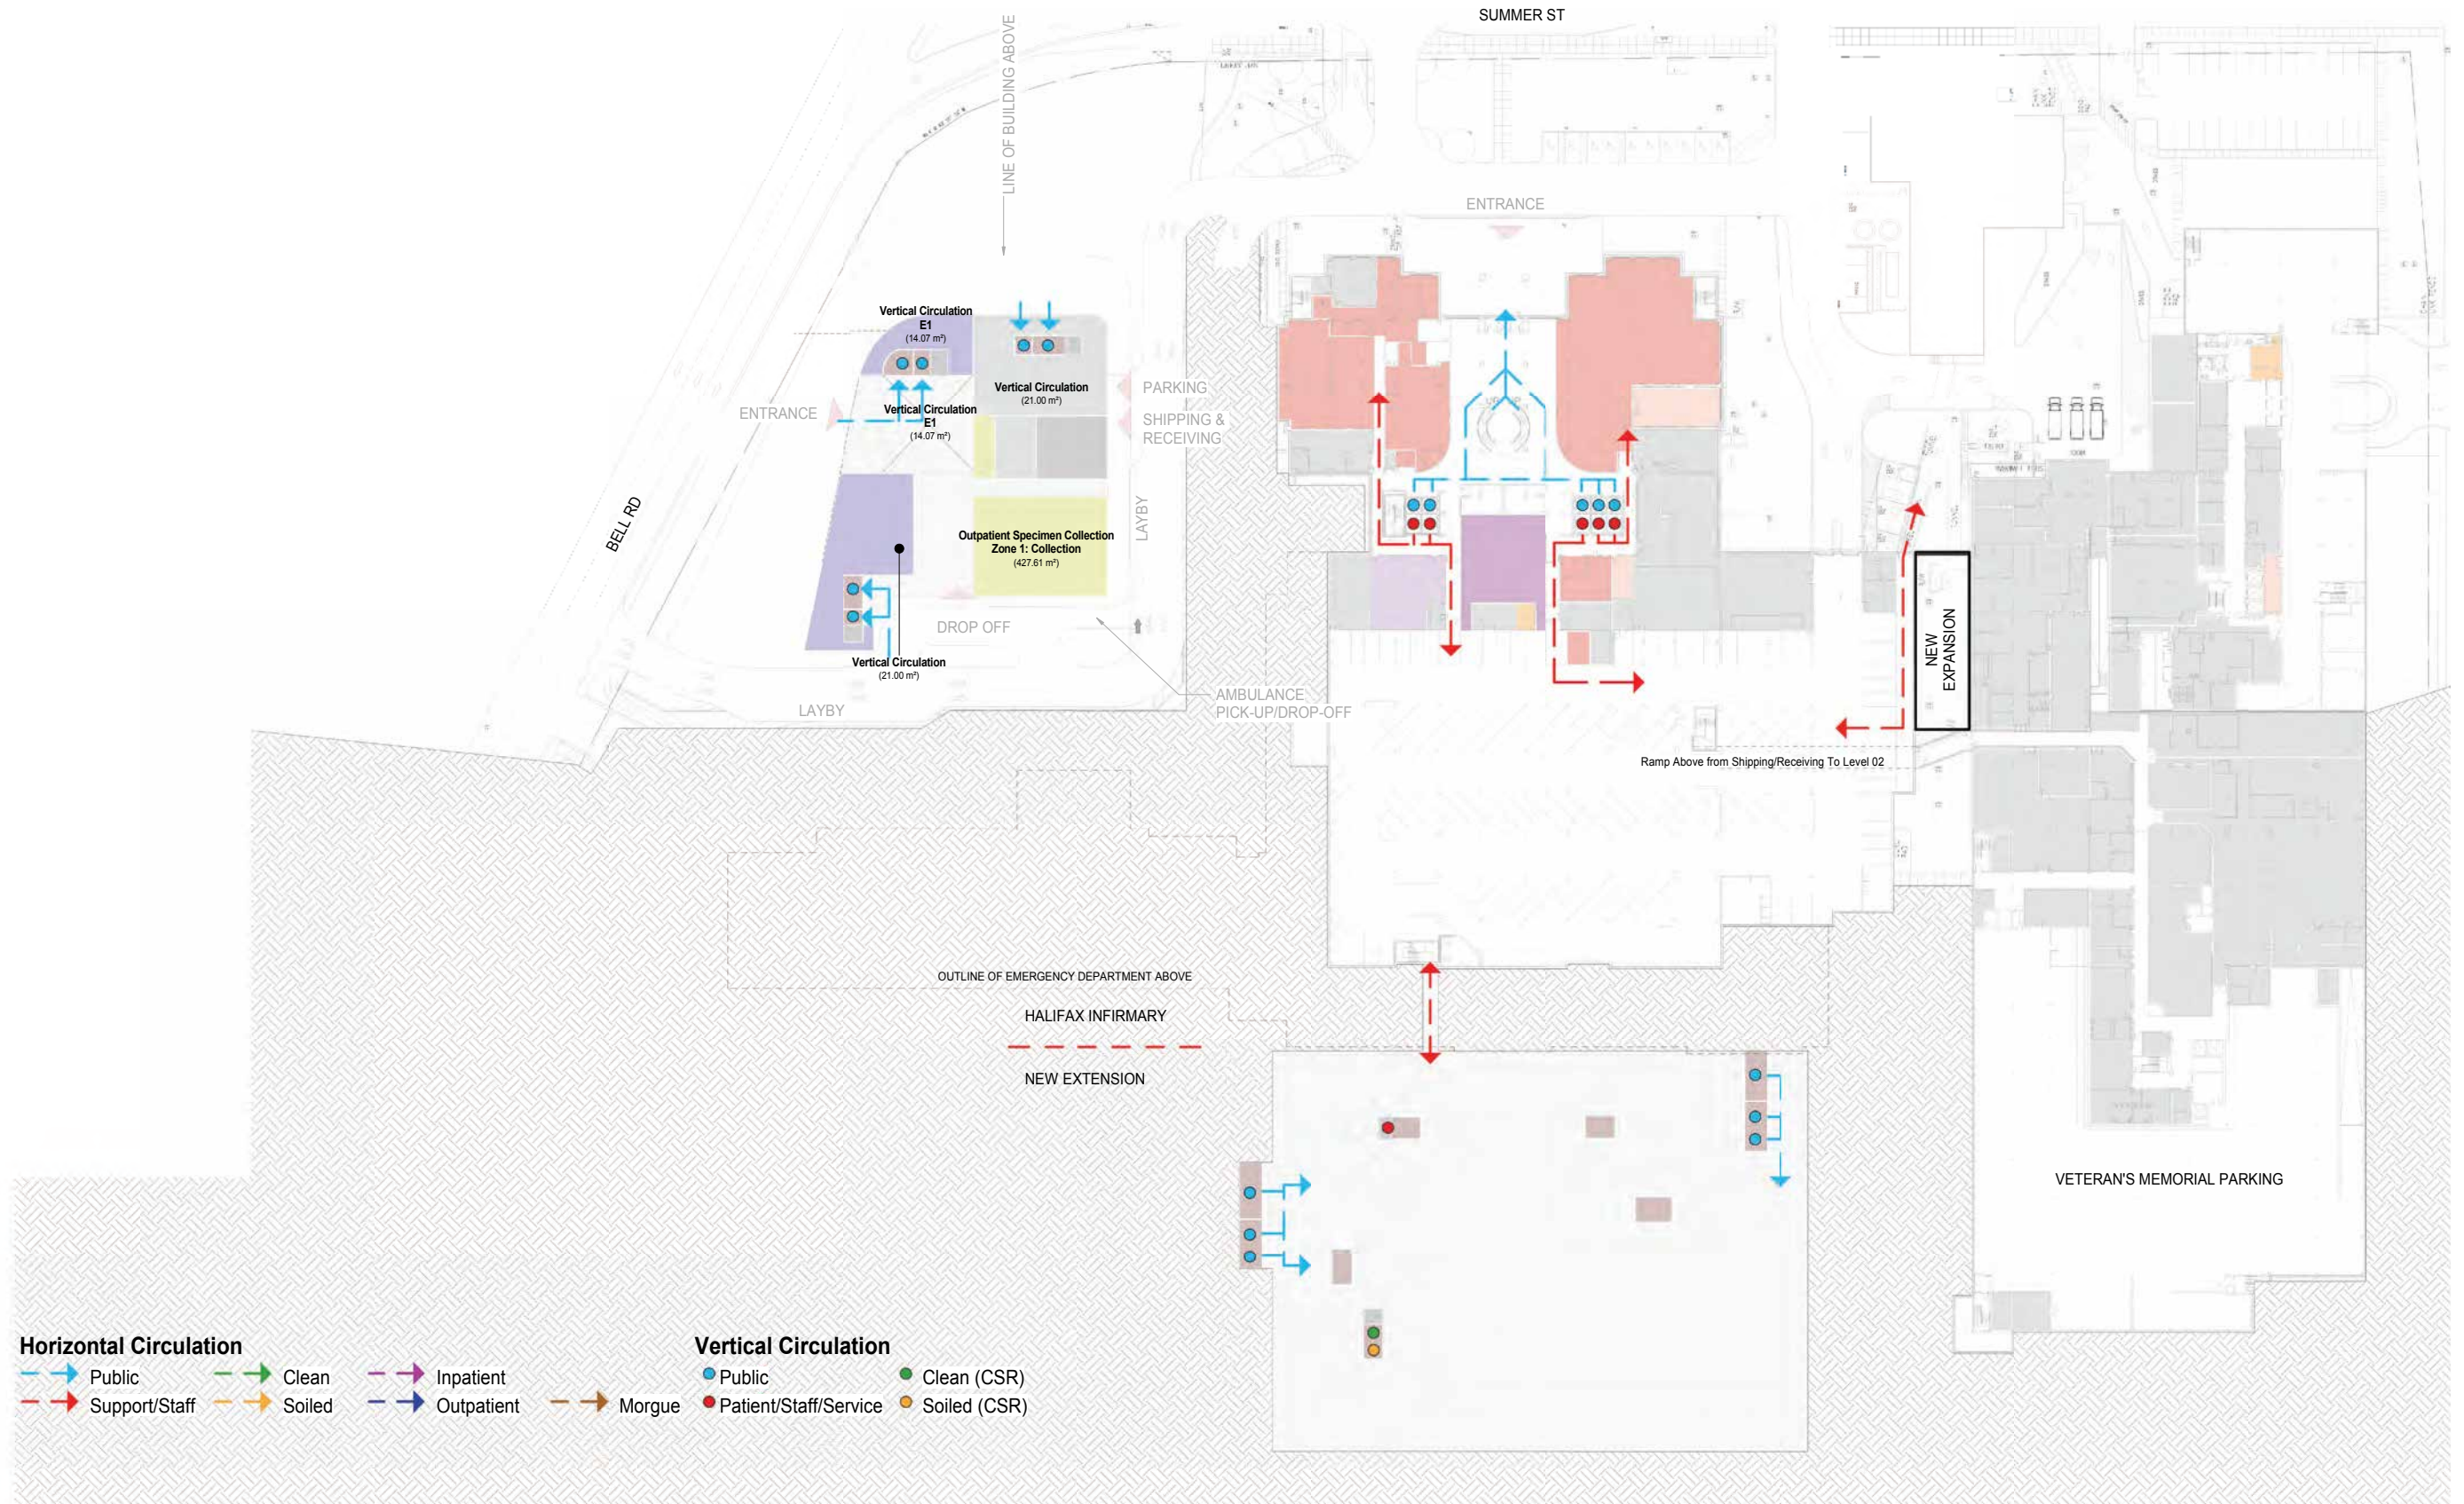 SUMMER ST
LINE OF BUILDING ABOVE
ENTRANCE
Vertical Circulation
E1
(14.07 m²)
Vertical Circulation
(21.00 m²)
PARKING
SHIPPING &
RECEIVING
ENTRANCE
Vertical Circulation
E1
(14.07 m²)
UP UP
BELL RD
LAYBY
Outpatient Specimen Collection
Zone 1: Collection
(427.61 m²)
DROP OFF
Vertical Circulation
(21.00 m²)
LAYBY
AMBULANCE
PICK-UP/DROP-OFF
NEW
EXPANSION
Ramp Above from Shipping/Receiving To Level 02
OUTLINE OF EMERGENCY DEPARTMENT ABOVE
HALIFAX INFIRMARY
NEW EXTENSION
VETERAN'S MEMORIAL PARKING
Horizontal Circulation
Public
Clean
Inpatient
Support/Staff
Soiled
Outpatient
Morgue
Vertical Circulation
Public
Clean (CSR)
Patient/Staff/Service
Soiled (CSR)